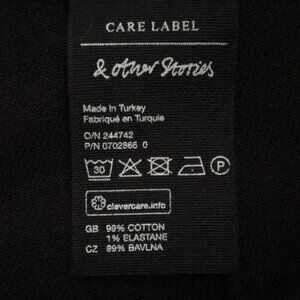 CARE LABEL
& other Stories
Made in Turkey
Fabriqué en Turquie
O/N 244742
P/N 0702865 0
30 P
clevercare.info
GB 99% COTTON
1% ELASTANE
CZ 99% BAVLNA